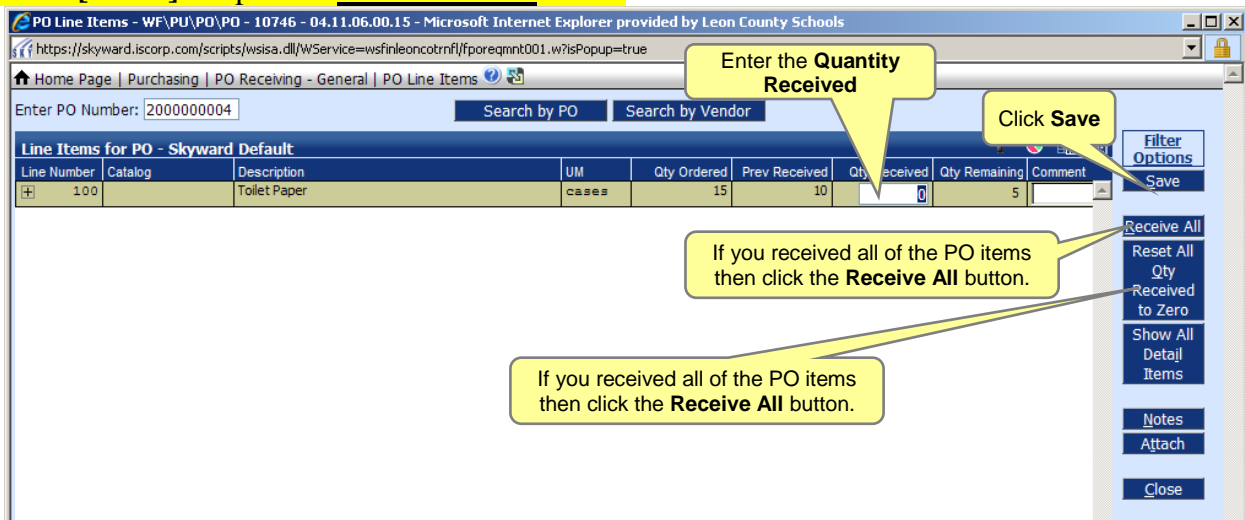 PO Line Items - WF\PU\PO\PO - 10746 - 04.11.06.00.15 - Microsoft Internet Explorer provided by Leon County Schools
https://skyward.iscorp.com/scripts/wsisa.dll/WService=wsfinleoncotrnfl/fporeqmnt001.w?isPopup=true
Enter the Quantity
Received
Home Page | Purchasing | PO Receiving - General | PO Line Items
Enter PO Number: 2000000004 Search by PO Search by Vendor
Click Save
Line Items for PO - Skyward Default
Filter
Options
Line Number Catalog Description UM Qty Ordered Prev Received Qty Received Qty Remaining Comment
100 Toilet Paper cases 15 10 0 5
Save
Receive All
If you received all of the PO items
then click the Receive All button.
Reset All
Qty
Received
to Zero
Show All
Detail
Items
If you received all of the PO items
then click the Receive All button.
Notes
Attach
Close